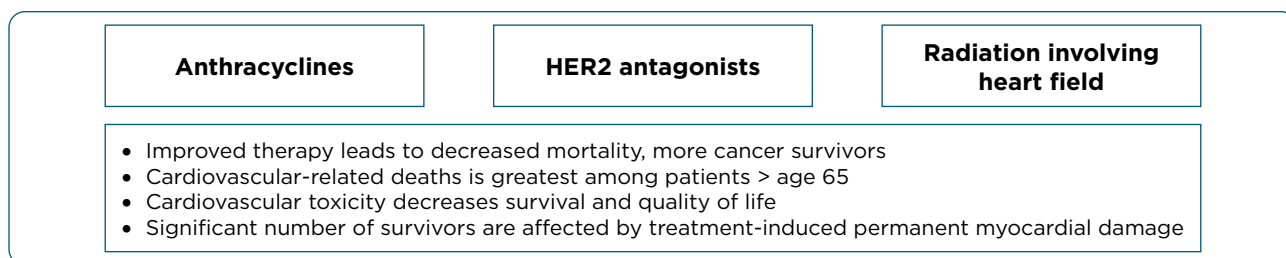 Anthracyclines
HER2 antagonists
Radiation involving
heart field
• Improved therapy leads to decreased mortality, more cancer survivors
• Cardiovascular-related deaths is greatest among patients > age 65
• Cardiovascular toxicity decreases survival and quality of life
• Significant number of survivors are affected by treatment-induced permanent myocardial damage